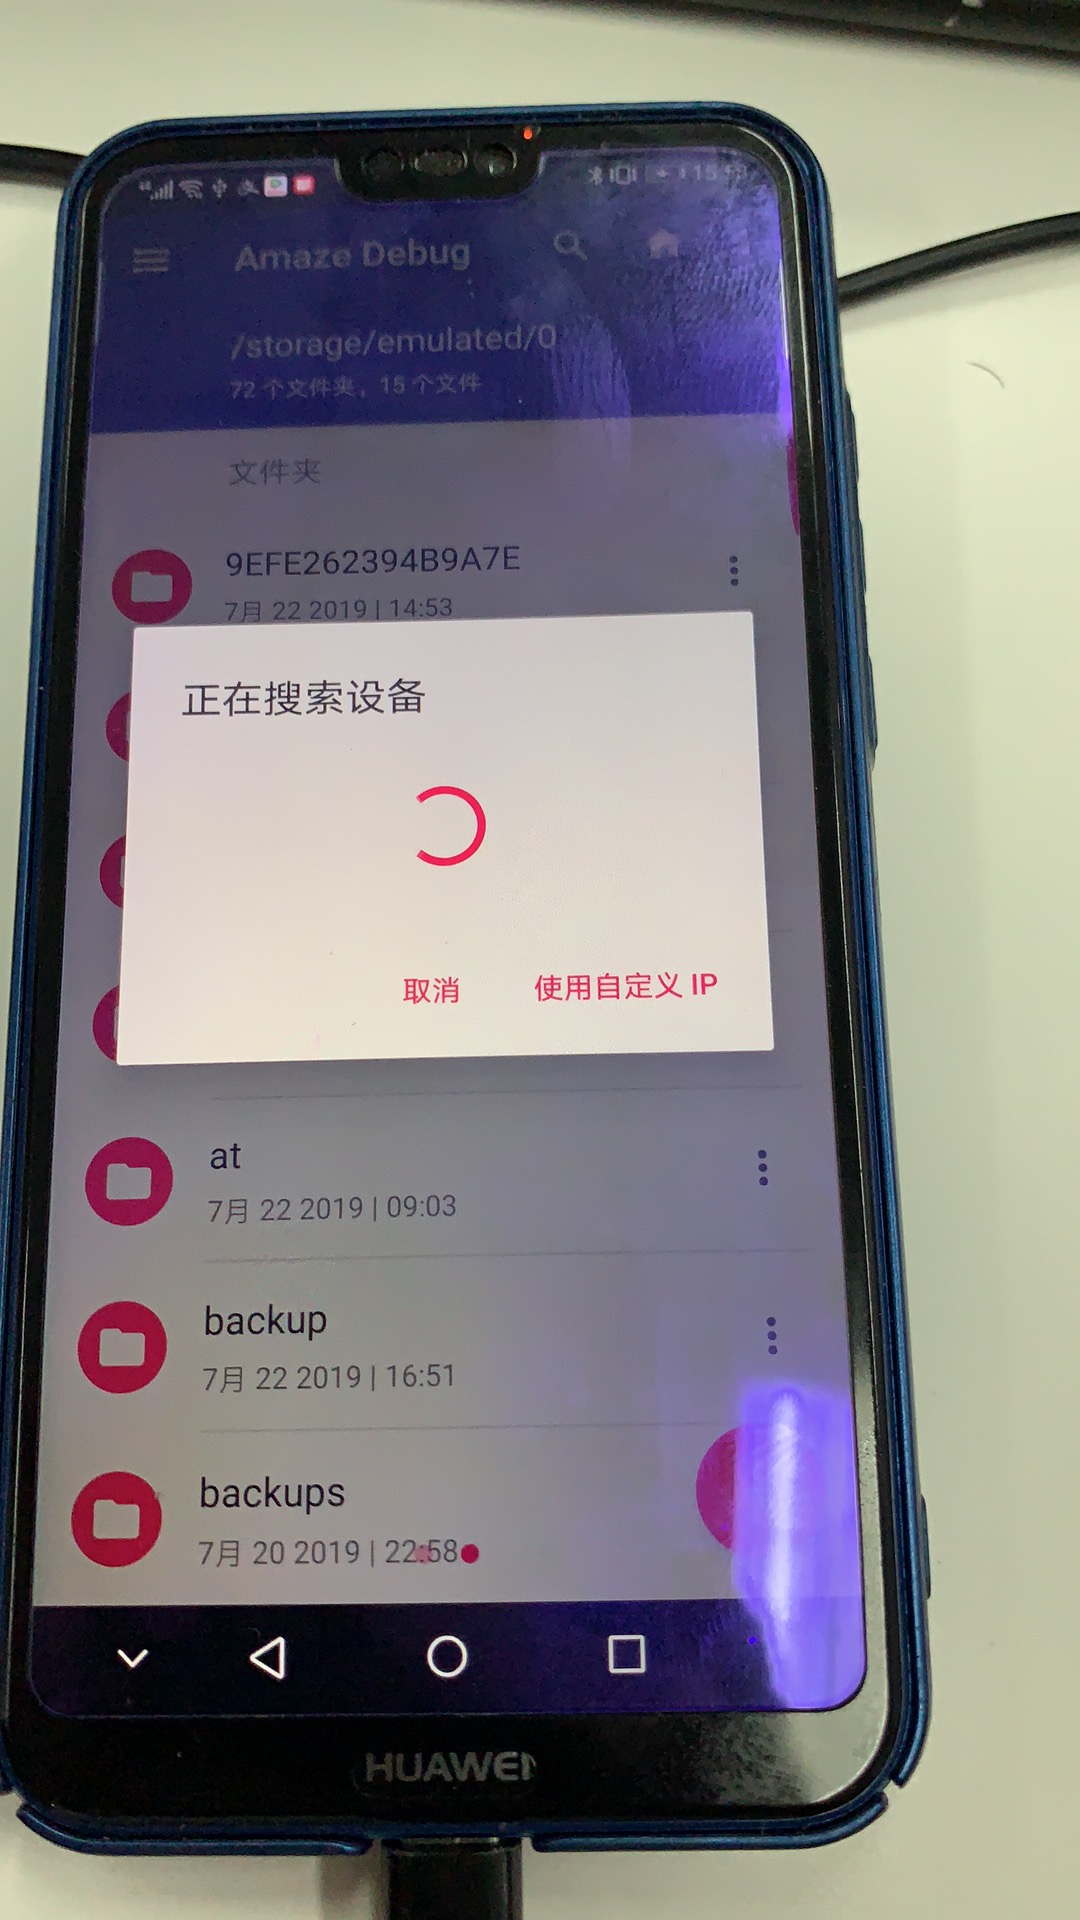 Amaze Debug
/storage/emulated/0
72 个文件夹，15 个文件
文件夹
9EFE262394B9A7E
7月 22 2019 | 14:53
正在搜索设备
取消 使用自定义 IP
at
7月 22 2019 | 09:03
backup
7月 22 2019 | 16:51
backups
7月 20 2019 | 22:58
HUAWEI